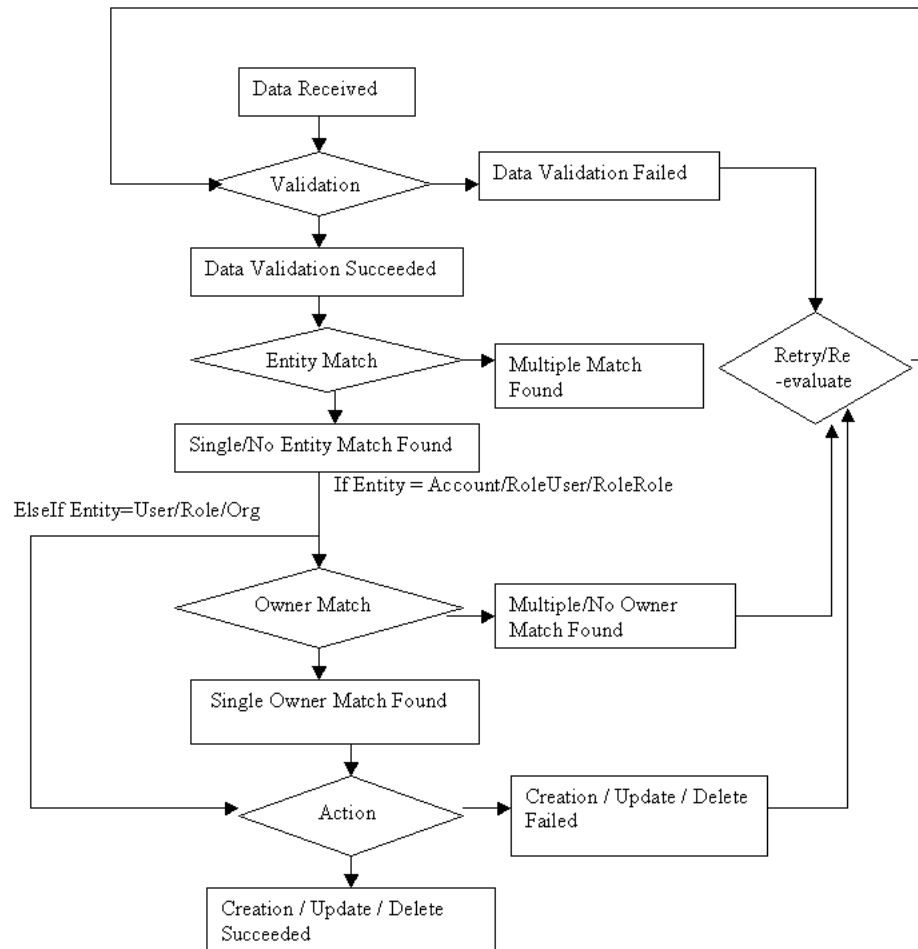 Data Received
Validation
Data Validation Failed
Data Validation Succeeded
Entity Match
Multiple Match
Found
Retry/Re
-evaluate
Single/No Entity Match Found
If Entity = Account/RoleUser/RoleRole
ElseIf Entity=User/Role/Org
Owner Match
Multiple/No Owner
Match Found
Single Owner Match Found
Action
Creation / Update / Delete
Failed
Creation / Update / Delete
Succeeded